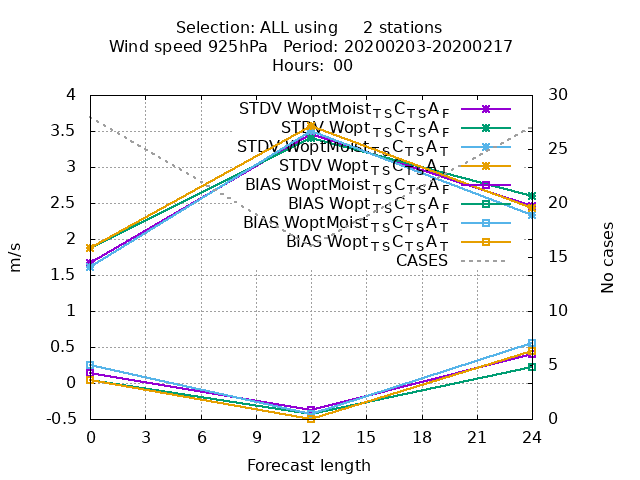 Selection: ALL using 2 stations
Wind speed 925hPa Period: 20200203-20200217
Hours: 00
4
3.5
3
2.5
2
1.5
1
0.5
0
-0.5
m/s
30
25
20
15
10
5
0
No cases
STDV WoptMoist_TS C_TS A_F
STDV Wopt_TS C_TS A_F
STDV WoptMoist_TS C_TS A_T
STDV Wopt_TS C_TS A_T
BIAS WoptMoist_TS C_TS A_F
BIAS Wopt_TS C_TS A_F
BIAS WoptMoist_TS C_TS A_T
BIAS Wopt_TS C_TS A_T
CASES
0 3 6 9 12 15 18 21 24
Forecast length